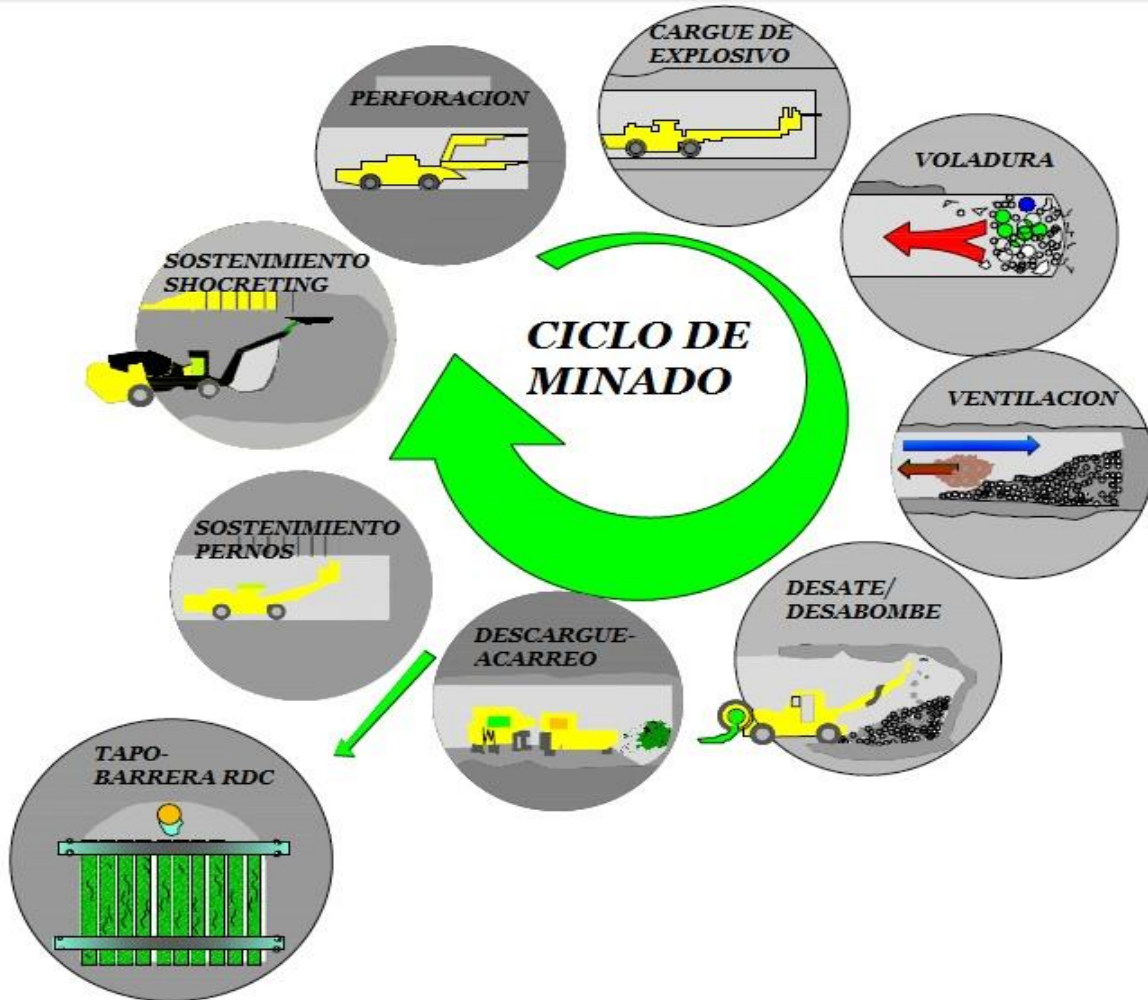 CICLO DE
MINADO
PERFORACION
CARGUE DE
EXPLOSIVO
VOLADURA
VENTILACION
DESATE/
DESABOMBE
DESCARGUE-
ACARREO
SOSTENIMIENTO
PERNOS
SOSTENIMIENTO
SHOCRETING
TAPO-
BARRERA RDC